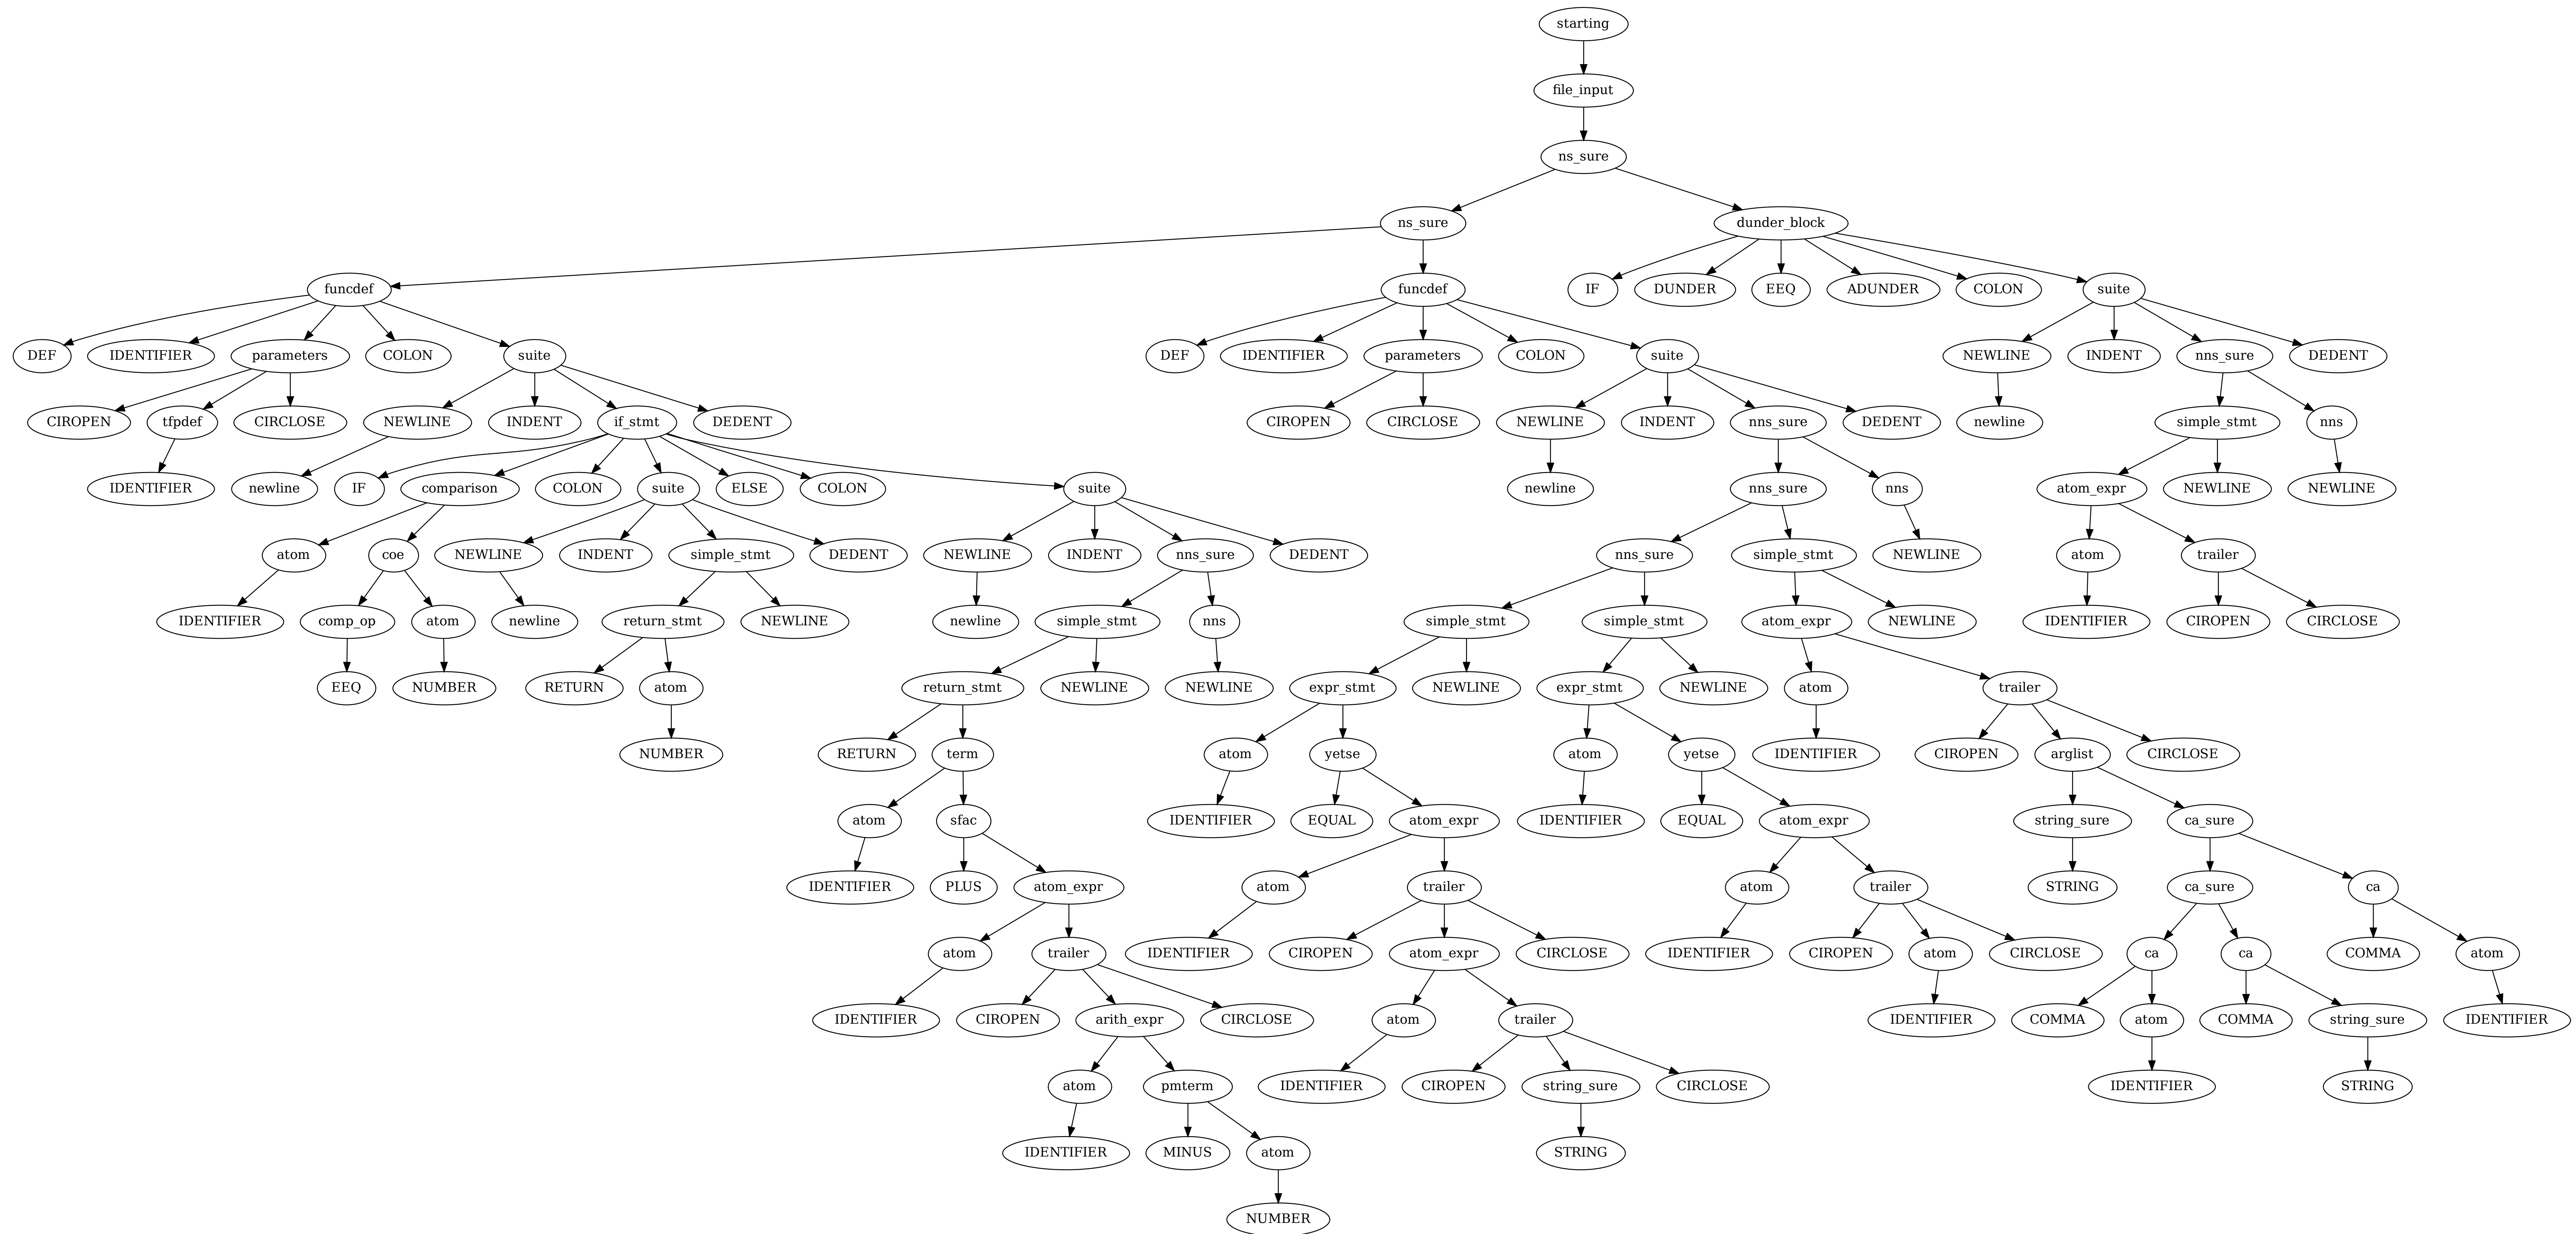 starting
file_input
ns_sure
ns_sure dunder_block
funcdef funcdef IF DUNDER EEQ ADUNDER COLON suite
DEF IDENTIFIER parameters COLON suite DEF IDENTIFIER parameters COLON suite NEWLINE INDENT nns_sure DEDENT
CIROPEN tfpdef CIRCLOSE NEWLINE INDENT if_stmt DEDENT CIROPEN CIRCLOSE NEWLINE INDENT nns_sure DEDENT newline simple_stmt nns
IDENTIFIER newline IF comparison COLON suite ELSE COLON suite newline nns_sure nns atom_expr NEWLINE NEWLINE
atom coe NEWLINE INDENT simple_stmt DEDENT NEWLINE INDENT nns_sure DEDENT nns_sure simple_stmt NEWLINE atom trailer
IDENTIFIER comp_op atom newline return_stmt NEWLINE newline simple_stmt nns simple_stmt simple_stmt atom_expr NEWLINE IDENTIFIER CIROPEN CIRCLOSE
EEQ NUMBER RETURN atom return_stmt NEWLINE NEWLINE expr_stmt NEWLINE expr_stmt NEWLINE atom trailer
NUMBER RETURN term atom yetse atom yetse IDENTIFIER CIROPEN arglist CIRCLOSE
atom sfac IDENTIFIER EQUAL atom_expr IDENTIFIER EQUAL atom_expr string_sure ca_sure
IDENTIFIER PLUS atom_expr atom trailer atom trailer STRING ca_sure ca
atom trailer IDENTIFIER CIROPEN atom_expr CIRCLOSE IDENTIFIER CIROPEN atom CIRCLOSE ca ca COMMA atom
IDENTIFIER CIROPEN arith_expr CIRCLOSE atom trailer IDENTIFIER COMMA atom COMMA string_sure IDENTIFIER
atom pmterm IDENTIFIER CIROPEN string_sure CIRCLOSE IDENTIFIER STRING
IDENTIFIER MINUS atom STRING
NUMBER